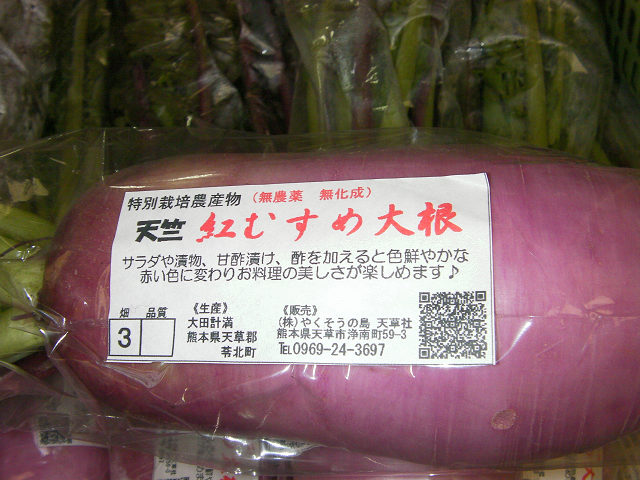 特別栽培農産物（無農薬 無化成）
天竺 紅むすめ大根
サラダや漬物、甘酢漬け、酢を加えると色鮮やかな
赤い色に変わりお料理の美しさが楽しめます♪
畑 品質
3
《生産》
大田計満
熊本県天草郡
苓北町
《販売》
（株）やくそうの島 天草社
熊本県天草市浄南町59-3
TEL0969-24-3697